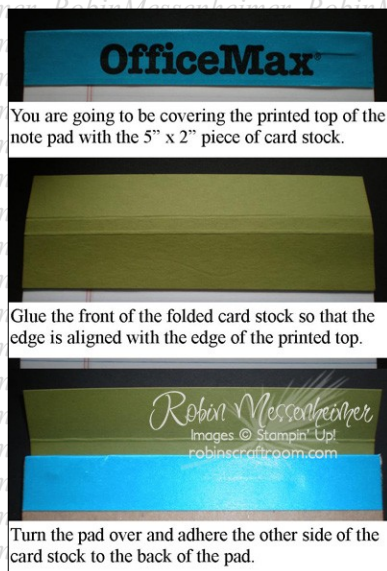 OfficeMax®
You are going to be covering the printed top of the
note pad with the 5” x 2” piece of card stock.
Glue the front of the folded card stock so that the
edge is aligned with the edge of the printed top.
Robin Messenheimer
Images © Stampin' Up!
robinscraftroom.com
Turn the pad over and adhere the other side of the
card stock to the back of the pad.